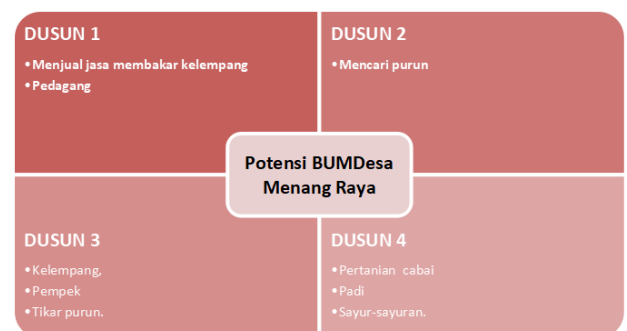 DUSUN 1
•Menjual jasa membakar kelempang
•Pedagang
DUSUN 2
•Mencari purun
Potensi BUMDesa
Menang Raya
DUSUN 3
•Kelempang,
•Pempek
•Tikar purun.
DUSUN 4
•Pertanian cabai
•Padi
•Sayur-sayuran.